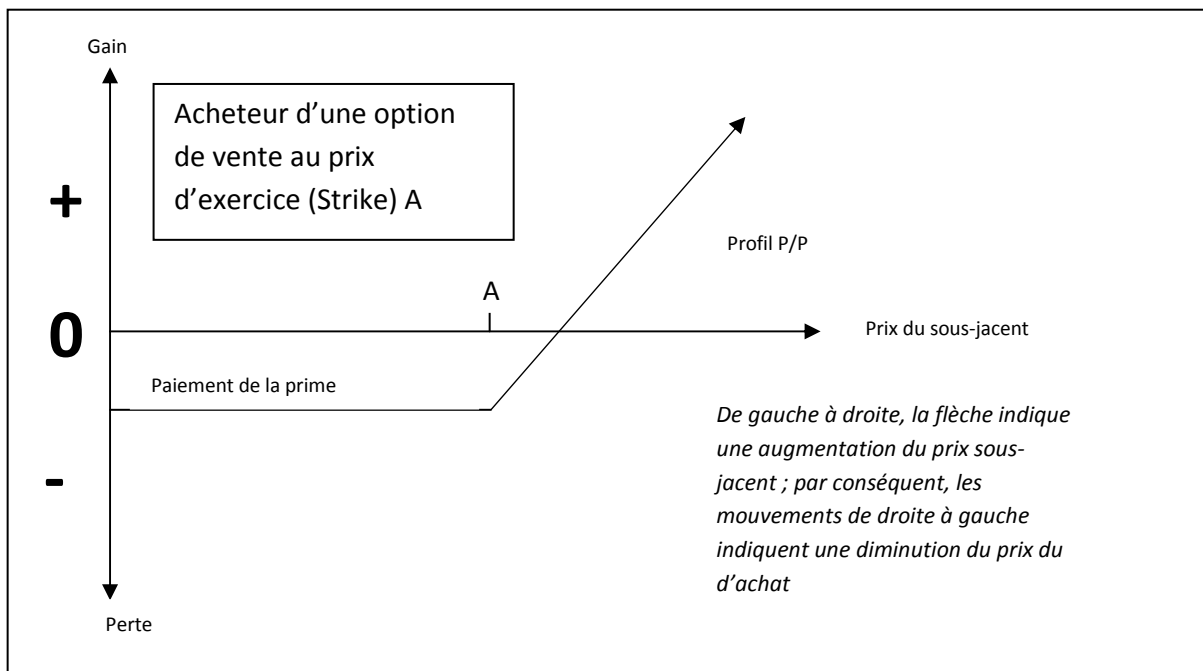 Gain
Acheteur d’une option
de vente au prix
d’exercice (Strike) A
+
Profil P/P
A
0
Prix du sous-jacent
Paiement de la prime
De gauche à droite, la flèche indique
une augmentation du prix sous-
jacent ; par conséquent, les
mouvements de droite à gauche
indiquent une diminution du prix du
d’achat
-
Perte